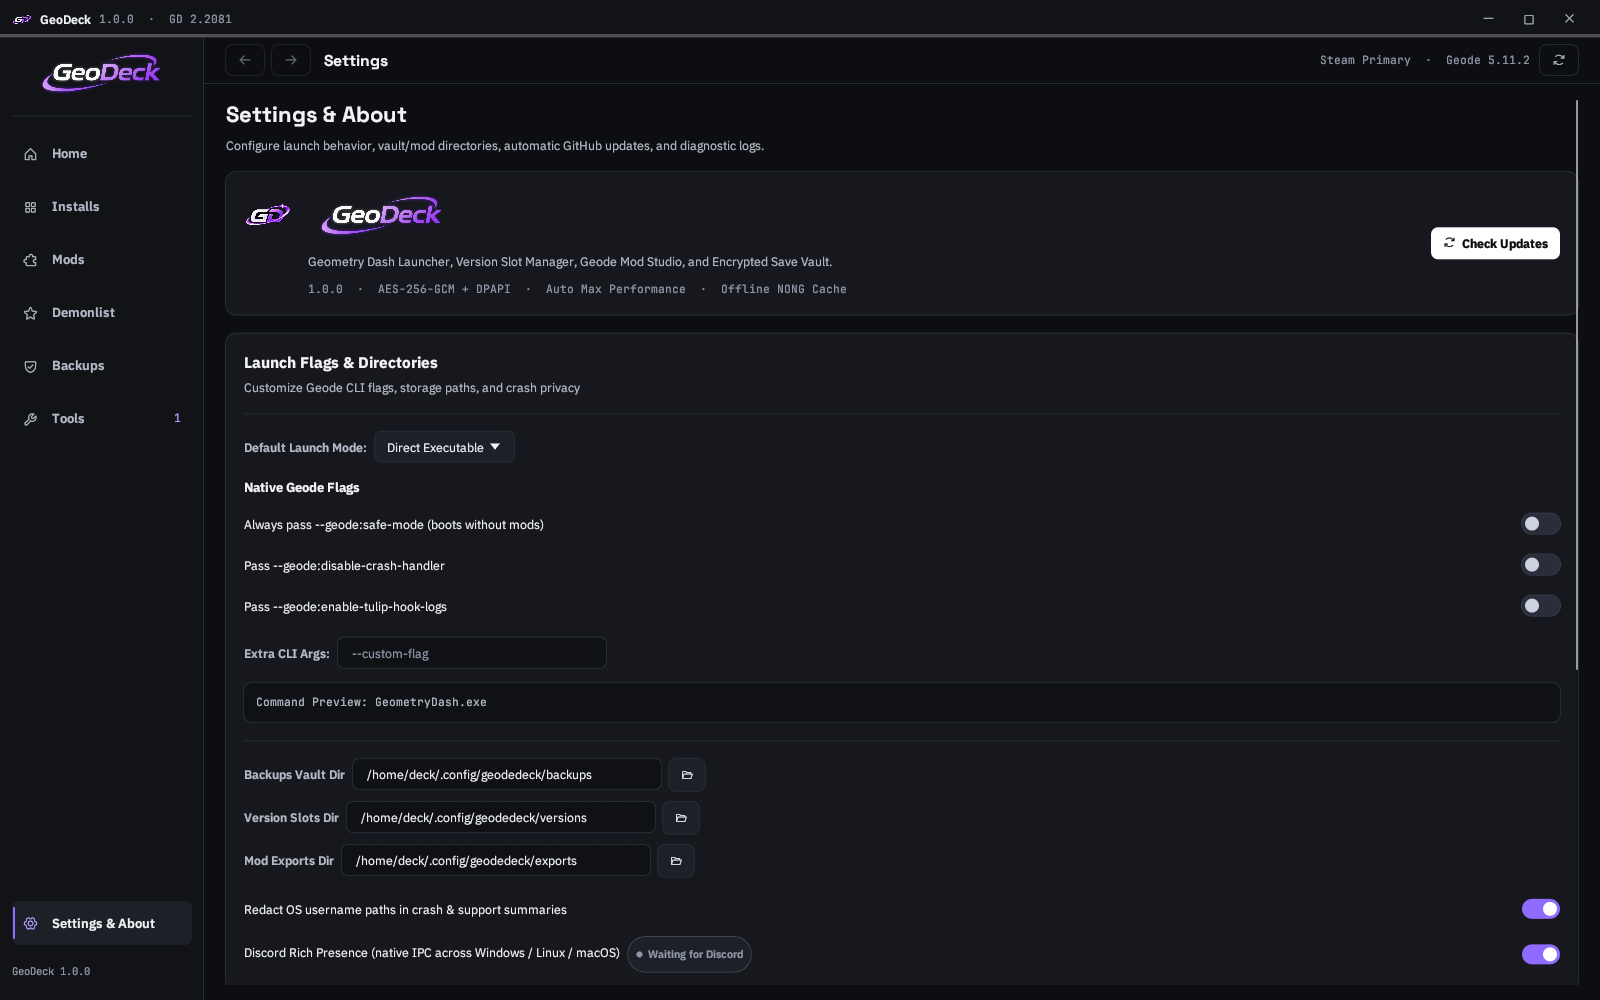 GeoDeck 1.0.0 · GD 2.2081
GeoDeck
Settings
Steam Primary · Geode 5.11.2
Home
Installs
Mods
Demonlist
Backups
Tools 1
Settings & About
GeoDeck 1.0.0
Settings & About
Configure launch behavior, vault/mod directories, automatic GitHub updates, and diagnostic logs.
GD
GeoDeck
Geometry Dash Launcher, Version Slot Manager, Geode Mod Studio, and Encrypted Save Vault.
1.0.0 · AES-256-GCM + DPAPI · Auto Max Performance · Offline NONG Cache
Check Updates
Launch Flags & Directories
Customize Geode CLI flags, storage paths, and crash privacy
Default Launch Mode: Direct Executable
Native Geode Flags
Always pass --geode:safe-mode (boots without mods)
Pass --geode:disable-crash-handler
Pass --geode:enable-tulip-hook-logs
Extra CLI Args: --custom-flag
Command Preview: GeometryDash.exe
Backups Vault Dir /home/deck/.config/geodedeck/backups
Version Slots Dir /home/deck/.config/geodedeck/versions
Mod Exports Dir /home/deck/.config/geodedeck/exports
Redact OS username paths in crash & support summaries
Discord Rich Presence (native IPC across Windows / Linux / macOS) Waiting for Discord